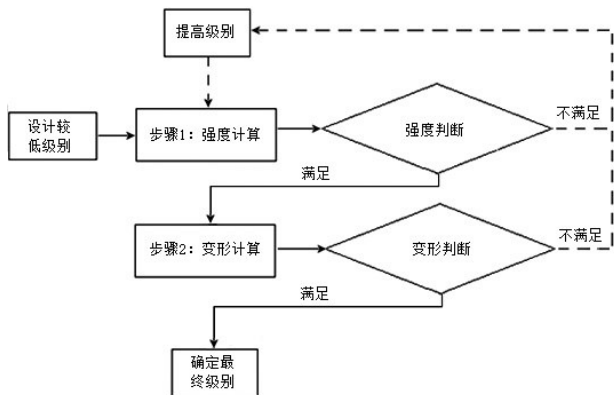 提高级别
设计较
低级别
步骤1：强度计算
强度判断
不满足
满足
步骤2：变形计算
变形判断
不满足
满足
确定最
终级别